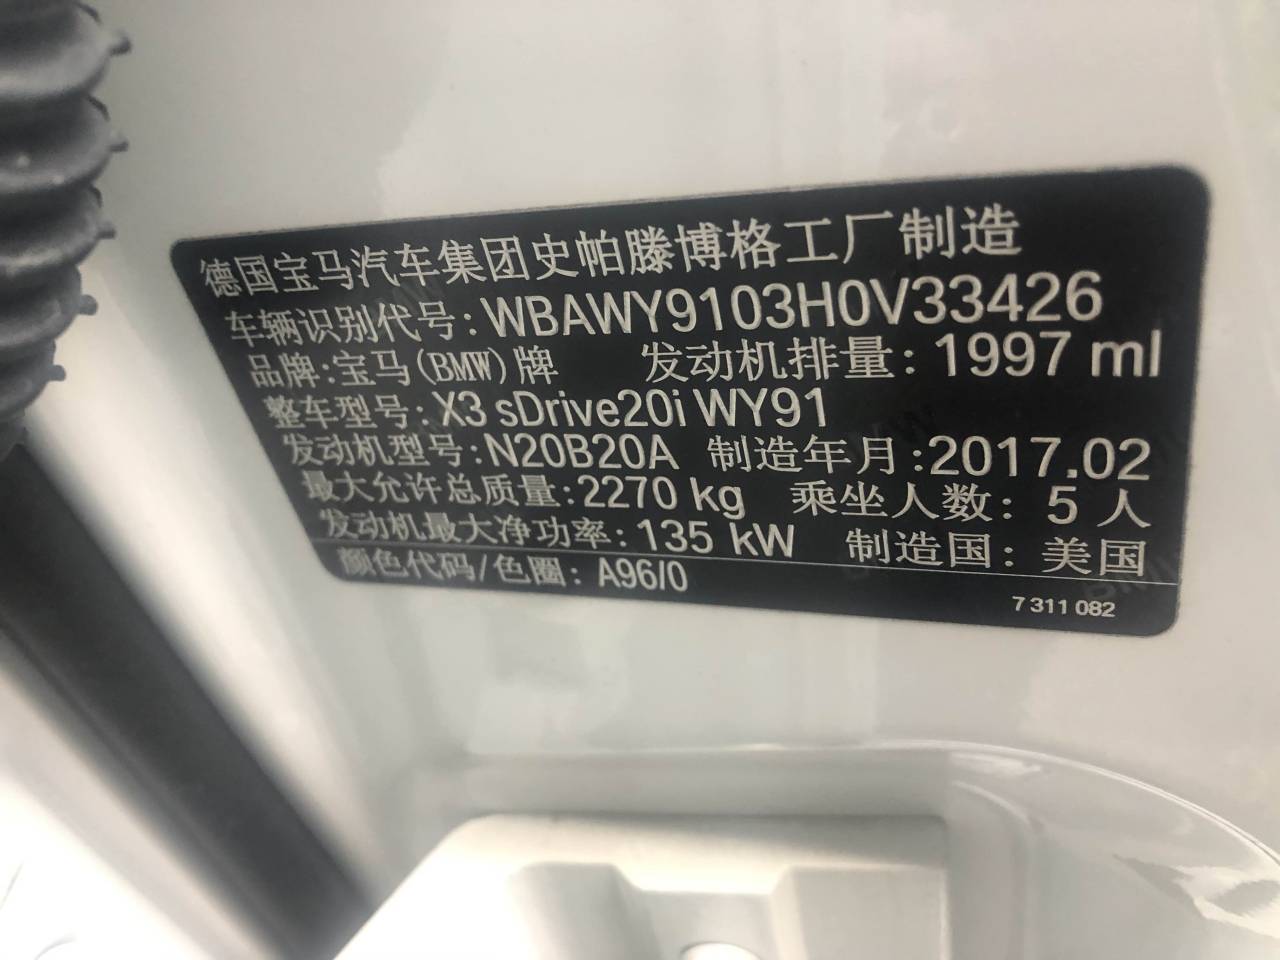 德国宝马汽车集团史帕滕博格工厂制造
车辆识别代号: WBAWY9103H0V33426
品牌:宝马(BMW)牌 发动机排量: 1997 ml
整车型号: X3 sDrive20i WY91
发动机型号: N20B20A 制造年月:2017.02
最大允许总质量:2270 kg 乘坐人数: 5 人
发动机最大净功率: 135 kW 制造国: 美国
颜色代码/色圈: A96/0
7 311 082